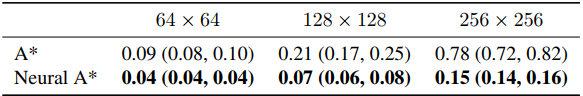 64 × 64 128 × 128 256 × 256
A* 0.09 (0.08, 0.10) 0.21 (0.17, 0.25) 0.78 (0.72, 0.82)
Neural A* 0.04 (0.04, 0.04) 0.07 (0.06, 0.08) 0.15 (0.14, 0.16)